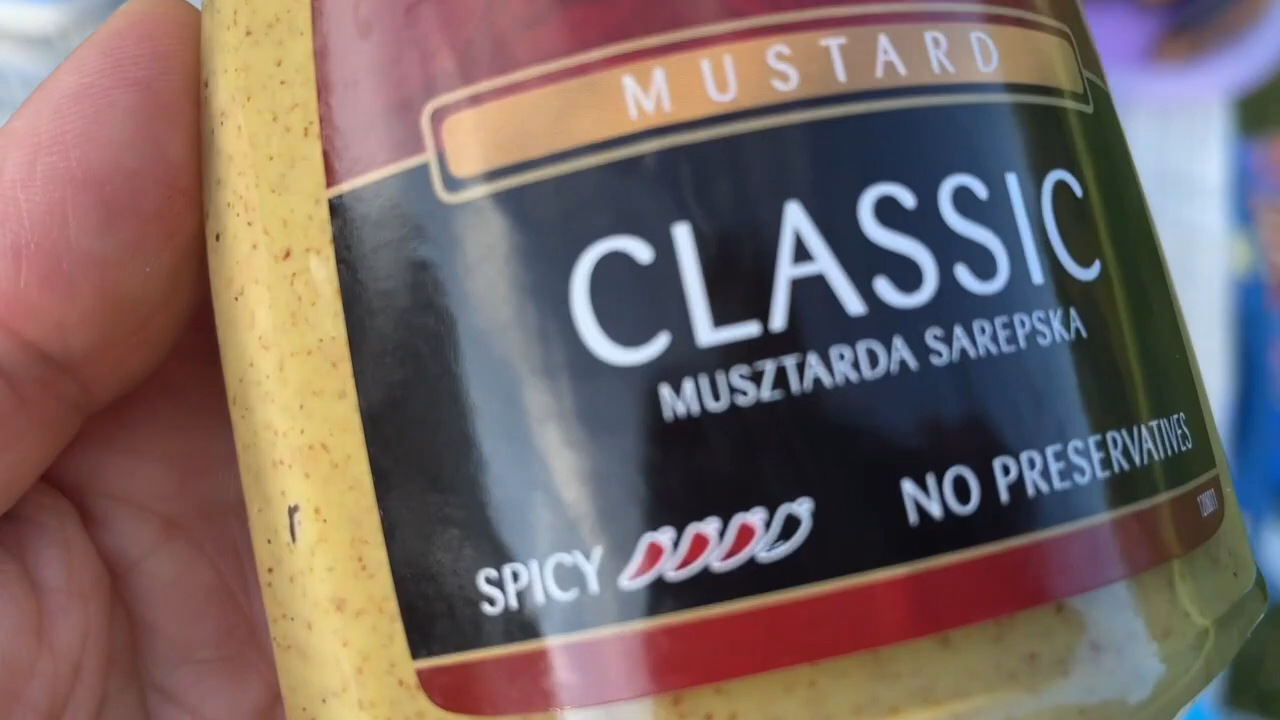 MUSTARD
CLASSIC
MUSZTARDA SAREPSKA
NO PRESERVATIVES
SPICY